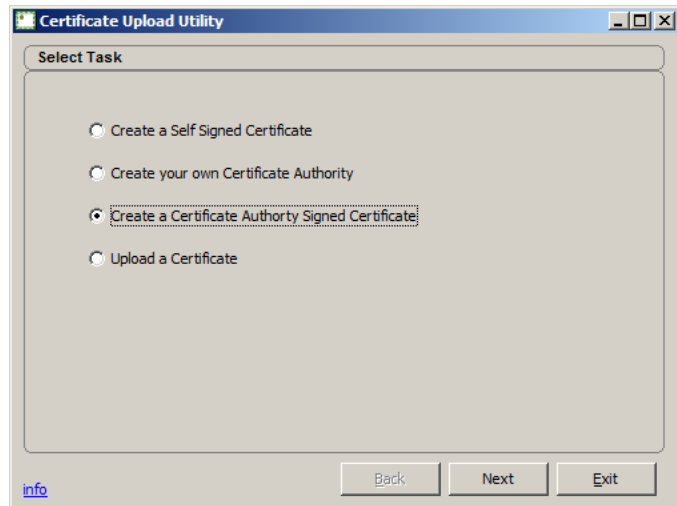 Certificate Upload Utility
Select Task
Create a Self Signed Certificate
Create your own Certificate Authority
Create a Certificate Authorty Signed Certificate
Upload a Certificate
info
Back
Next
Exit